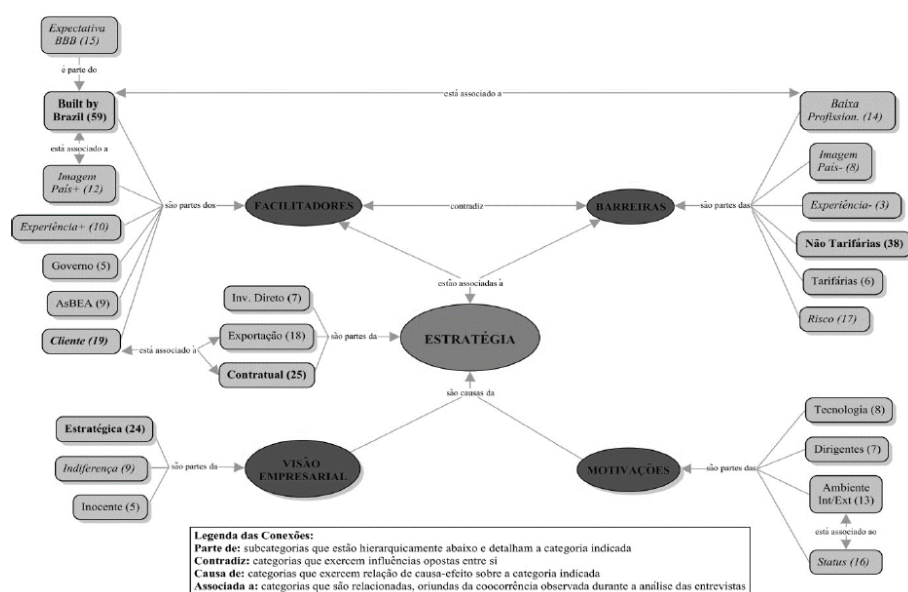 Expectativa
BBB (15)
é parte do
Built by
Brazil (59)
está associado a
está associado a
Imagem
País+ (12)
Experiência+ (10)
Governo (5)
AsBEA (9)
Cliente (19)
são partes dos
FACILITADORES
contradiz
BARREIRAS
são partes das
Baixa
Profission. (14)
Imagem
País- (8)
Experiência- (3)
Não Tarifárias (38)
Tarifárias (6)
Risco (17)
estão associadas à
Inv. Direto (7)
Exportação (18)
Contratual (25)
está associado à
são partes da
ESTRATÉGIA
são causas da
Estratégica (24)
Indiferença (9)
Inocente (5)
são partes da
VISÃO
EMPRESARIAL
MOTIVAÇÕES
são partes das
Tecnologia (8)
Dirigentes (7)
Ambiente
Int/Ext (13)
está associado ao
Status (16)
Legenda das Conexões:
Parte de: subcategorias que estão hierarquicamente abaixo e detalham a categoria indicada
Contradiz: categorias que exercem influências opostas entre si
Causa de: categorias que exercem relação de causa-efeito sobre a categoria indicada
Associada a: categorias que são relacionadas, oriundas da coocorrência observada durante a análise das entrevistas